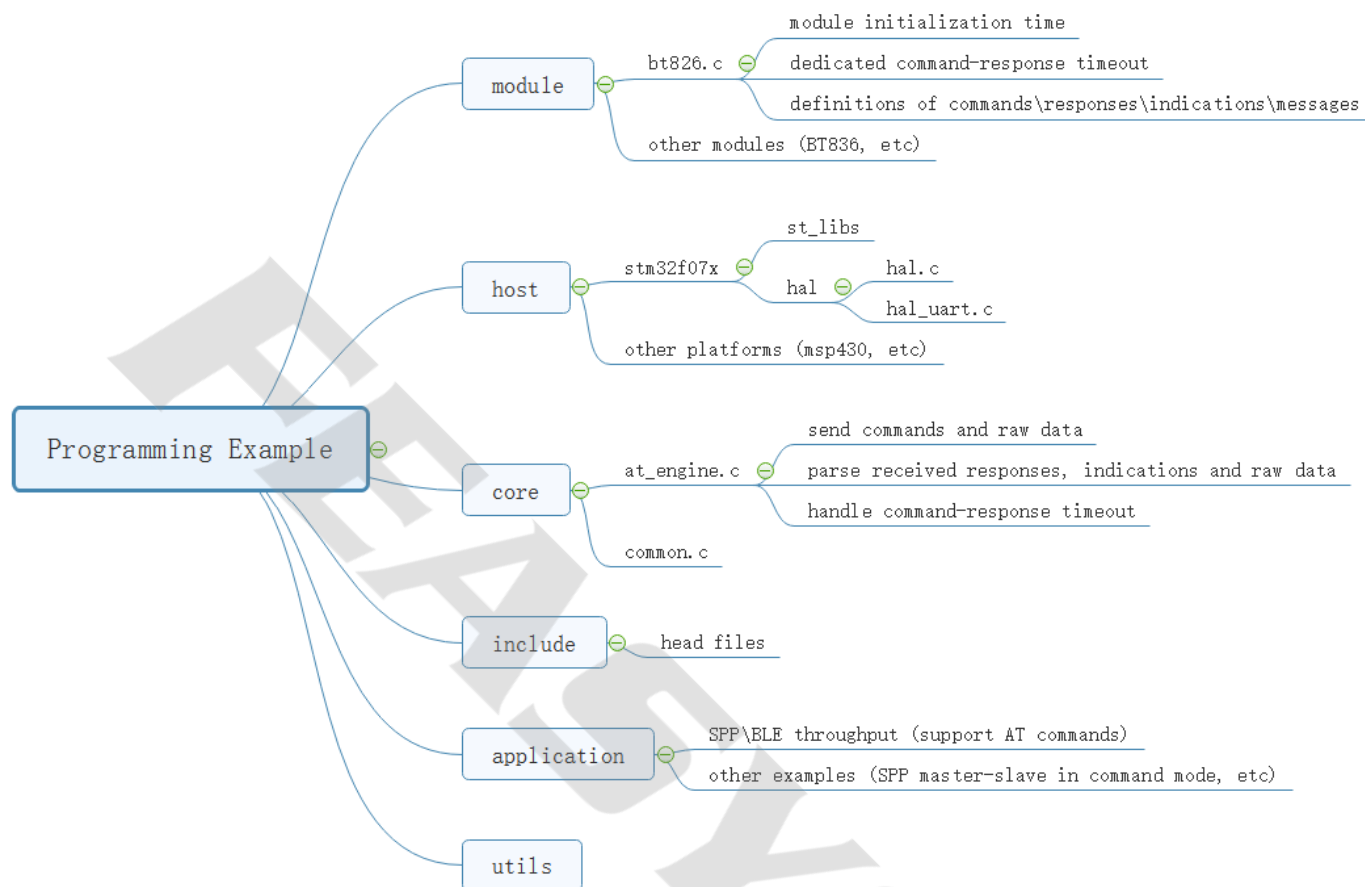 module initialization time
bt826.c
dedicated command-response timeout
module
definitions of commands\responses\indications\messages
other modules (BT836, etc)
st_libs
stm32f07x
hal.c
hal
host
hal_uart.c
other platforms (msp430, etc)
Programming Example
send commands and raw data
at_engine.c
parse received responses, indications and raw data
core
handle command-response timeout
common.c
include
head files
SPP\BLE throughput (support AT commands)
application
other examples (SPP master-slave in command mode, etc)
utils
FEASY